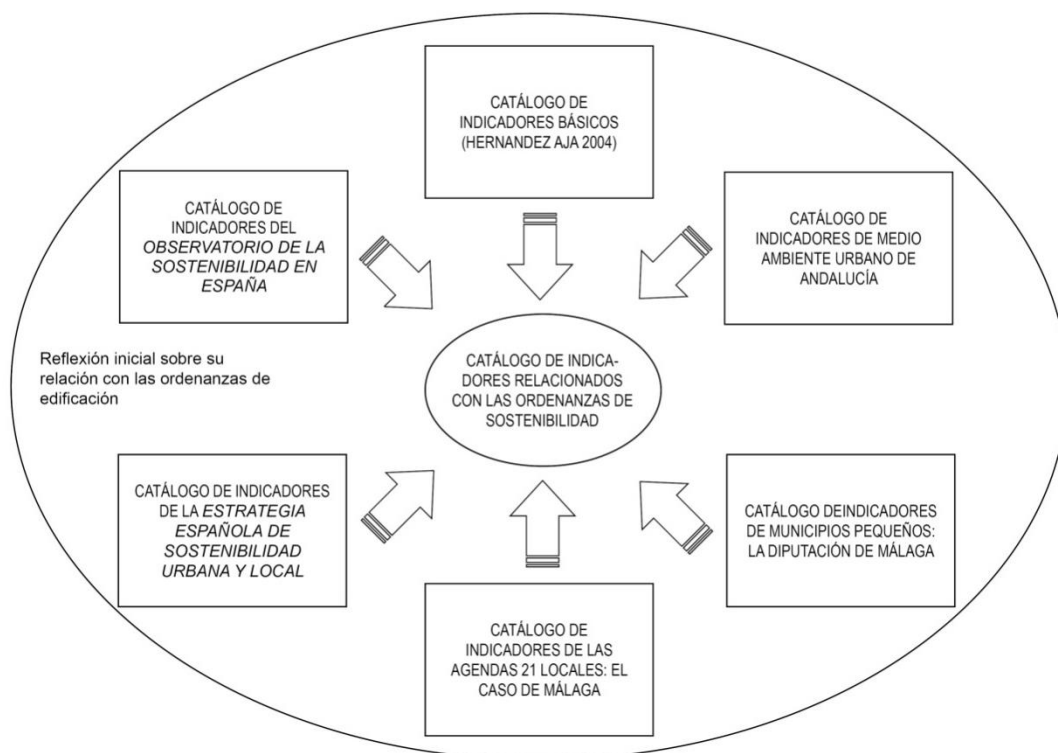 CATÁLOGO DE
INDICADORES BÁSICOS
(HERNANDEZ AJA 2004)
CATÁLOGO DE
INDICADORES DEL
OBSERVATORIO DE LA
SOSTENIBILIDAD EN
ESPAÑA
CATÁLOGO DE
INDICADORES DE MEDIO
AMBIENTE URBANO DE
ANDALUCÍA
Reflexión inicial sobre su
relación con las ordenanzas de
edificación
CATÁLOGO DE INDICA-
DORES RELACIONADOS
CON LAS ORDENANZAS DE
SOSTENIBILIDAD
CATÁLOGO DE INDICADORES
DE LA ESTRATEGIA
ESPAÑOLA DE
SOSTENIBILIDAD
URBANA Y LOCAL
CATÁLOGO DEINDICADORES
DE MUNICIPIOS PEQUEÑOS:
LA DIPUTACIÓN DE MÁLAGA
CATÁLOGO DE
INDICADORES DE LAS
AGENDAS 21 LOCALES: EL
CASO DE MÁLAGA